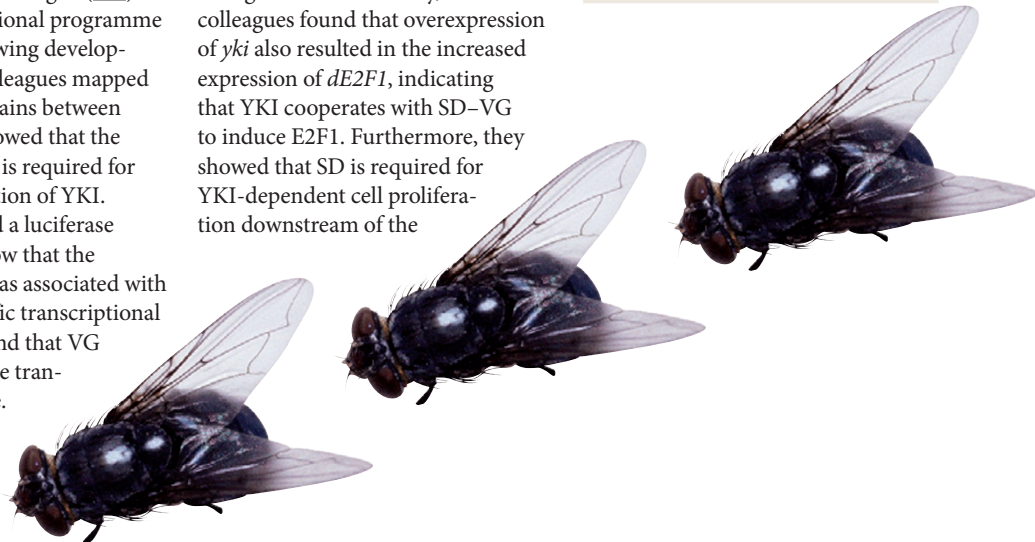 ional programme
wing develop-
leagues mapped
ains between
owed that the
is required for
tion of YKI.
d a luciferase
ow that the
as associated with
fic transcriptional
nd that VG
e tran-
colleagues found that overexpression
of yki also resulted in the increased
expression of dE2F1, indicating
that YKI cooperates with SD–VG
to induce E2F1. Furthermore, they
showed that SD is required for
YKI-dependent cell prolifera-
tion downstream of the